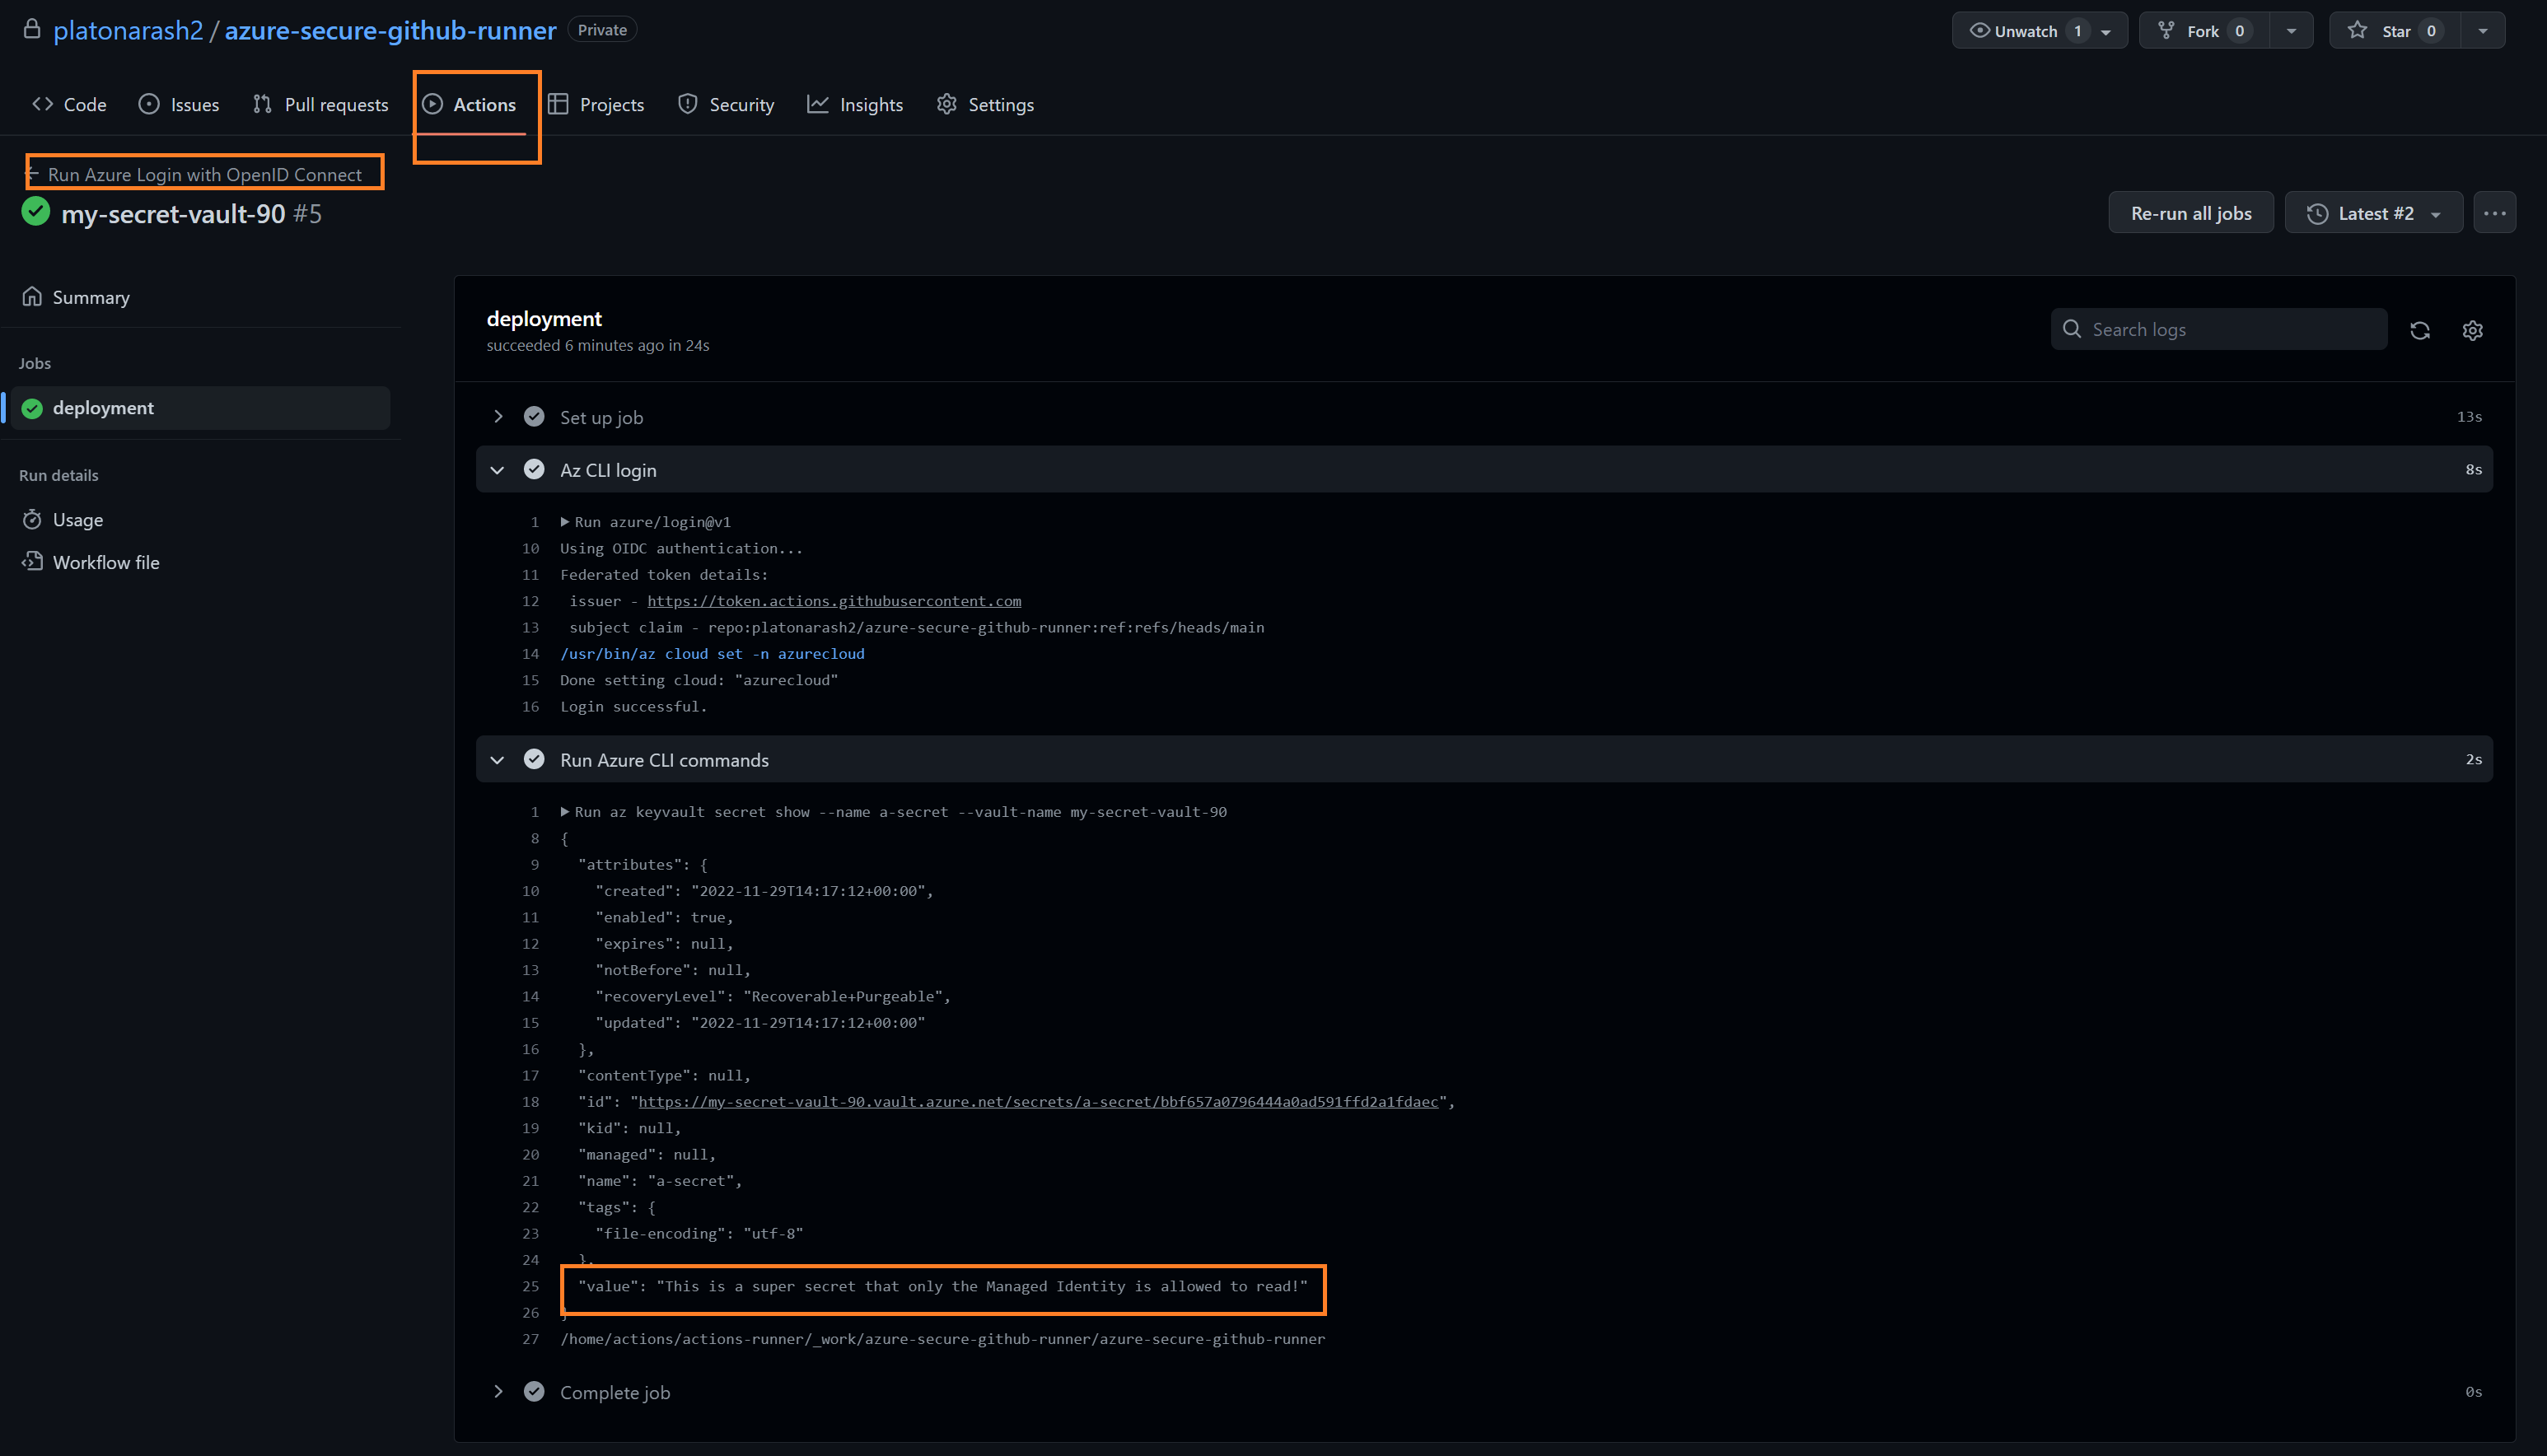 platonarash2 / azure-secure-github-runner Private
Unwatch 1 Fork 0 Star 0
Code Issues Pull requests Actions Projects Security Insights Settings
Run Azure Login with OpenID Connect
my-secret-vault-90 #5
Re-run all jobs Latest #2
Summary
Jobs
deployment
Run details
Usage
Workflow file
deployment
succeeded 6 minutes ago in 24s
Search logs
Set up job 13s
Az CLI login 8s
1 Run azure/login@v1
10 Using OIDC authentication...
11 Federated token details:
12 issuer - https://token.actions.githubusercontent.com
13 subject claim - repo:platonarash2/azure-secure-github-runner:ref:refs/heads/main
14 /usr/bin/az cloud set -n azurecloud
15 Done setting cloud: "azurecloud"
16 Login successful.
Run Azure CLI commands 2s
1 Run az keyvault secret show --name a-secret --vault-name my-secret-vault-90
8 {
9 "attributes": {
10 "created": "2022-11-29T14:17:12+00:00",
11 "enabled": true,
12 "expires": null,
13 "notBefore": null,
14 "recoveryLevel": "Recoverable+Purgeable",
15 "updated": "2022-11-29T14:17:12+00:00"
16 },
17 "contentType": null,
18 "id": "https://my-secret-vault-90.vault.azure.net/secrets/a-secret/bbf657a0796444a0ad591ffd2a1fdaec",
19 "kid": null,
20 "managed": null,
21 "name": "a-secret",
22 "tags": {
23 "file-encoding": "utf-8"
24 },
25 "value": "This is a super secret that only the Managed Identity is allowed to read!"
26 }
27 /home/actions/actions-runner/_work/azure-secure-github-runner/azure-secure-github-runner
Complete job 0s